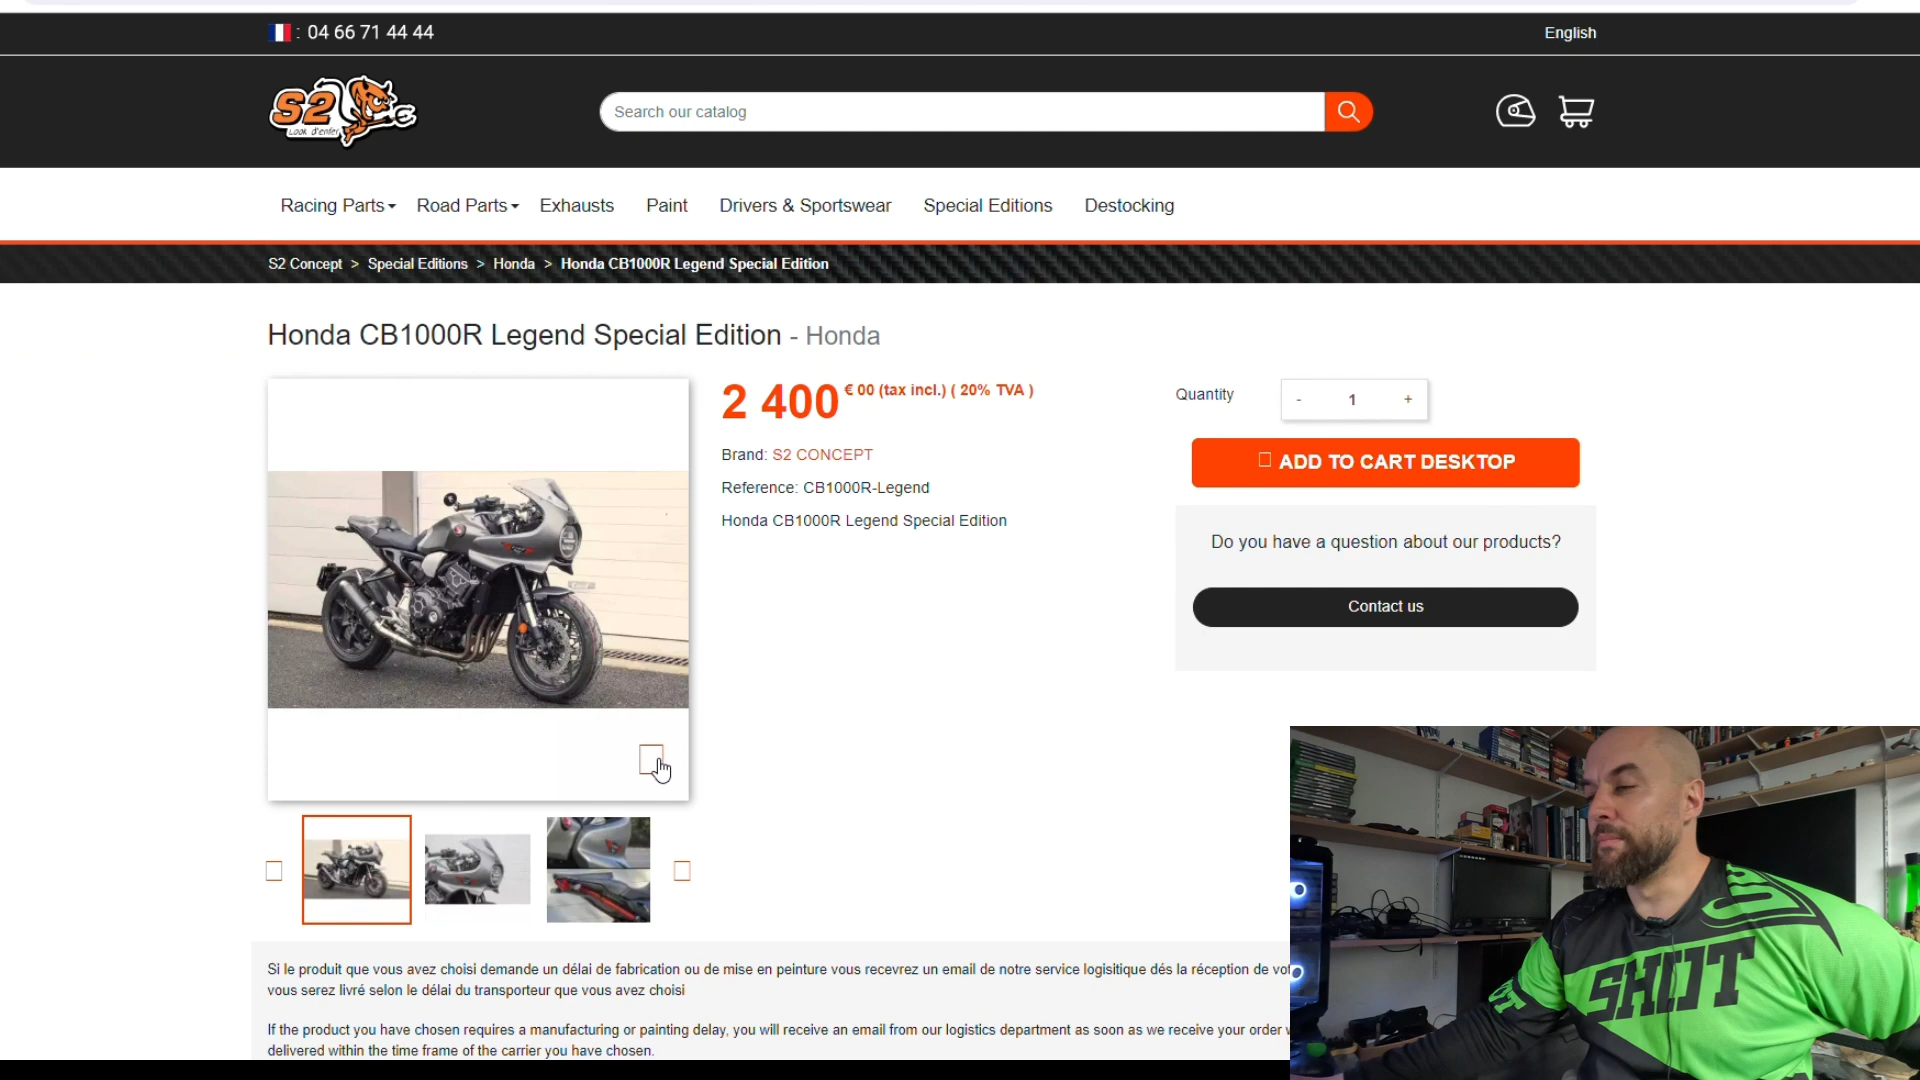 : 04 66 71 44 44
English
S2
Look d'enfer
Search our catalog
Racing Parts Road Parts Exhausts Paint Drivers & Sportswear Special Editions Destocking
S2 Concept > Special Editions > Honda > Honda CB1000R Legend Special Edition
Honda CB1000R Legend Special Edition - Honda
2 400 € 00 (tax incl.) ( 20% TVA )
Quantity - 1 +
ADD TO CART DESKTOP
Brand: S2 CONCEPT
Reference: CB1000R-Legend
Honda CB1000R Legend Special Edition
Do you have a question about our products?
Contact us
Si le produit que vous avez choisi demande un délai de fabrication ou de mise en peinture vous recevrez un email de notre service logisitique dés la réception de
vous serez livré selon le délai du transporteur que vous avez choisi
If the product you have chosen requires a manufacturing or painting delay, you will receive an email from our logistics department as soon as we receive your order
delivered within the time frame of the carrier you have chosen.
SHOT